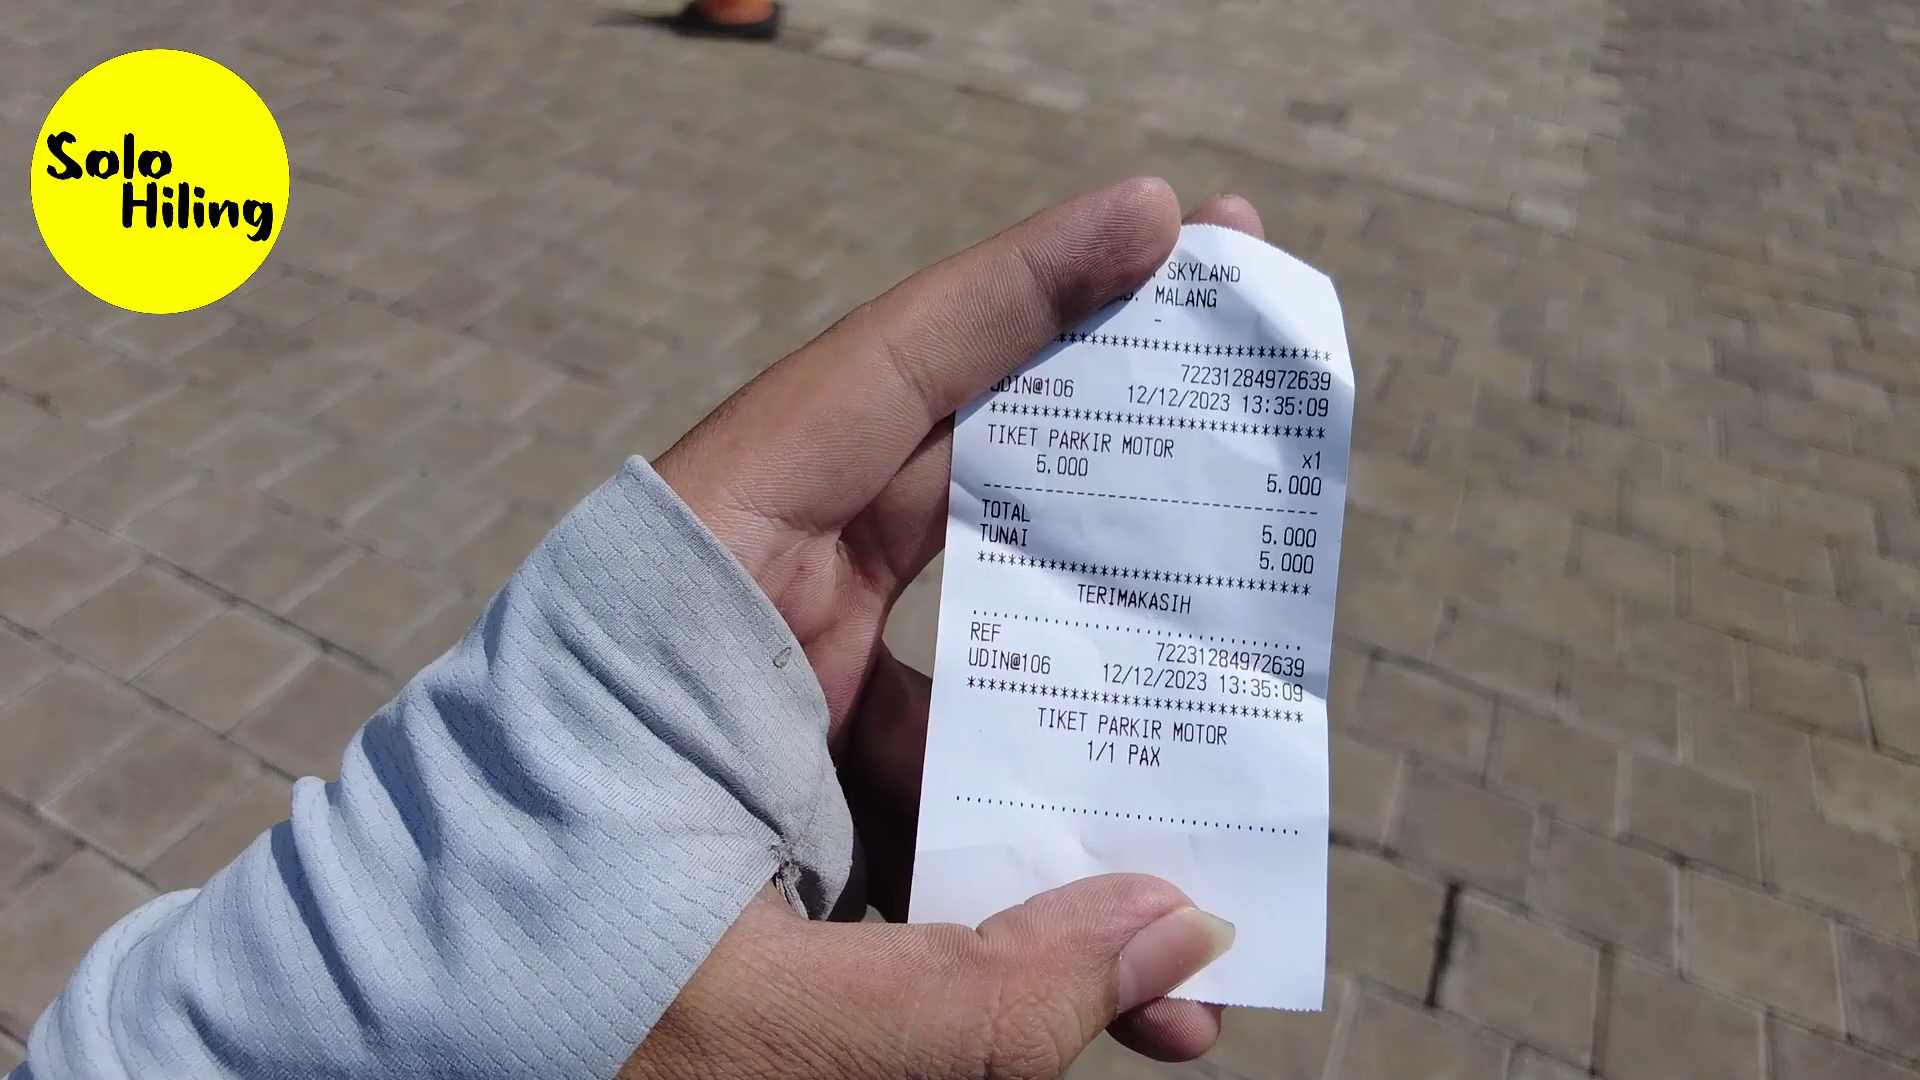 Solo
Hiling
SKYLAND
MALANG
-
********************************
72231284972639
UDIN@106 12/12/2023 13:35:09
********************************
TIKET PARKIR MOTOR x1
5.000 5.000
--------------------------------
TOTAL 5.000
TUNAI 5.000
********************************
TERIMAKASIH
................................
REF 72231284972639
UDIN@106 12/12/2023 13:35:09
********************************
TIKET PARKIR MOTOR
1/1 PAX
................................